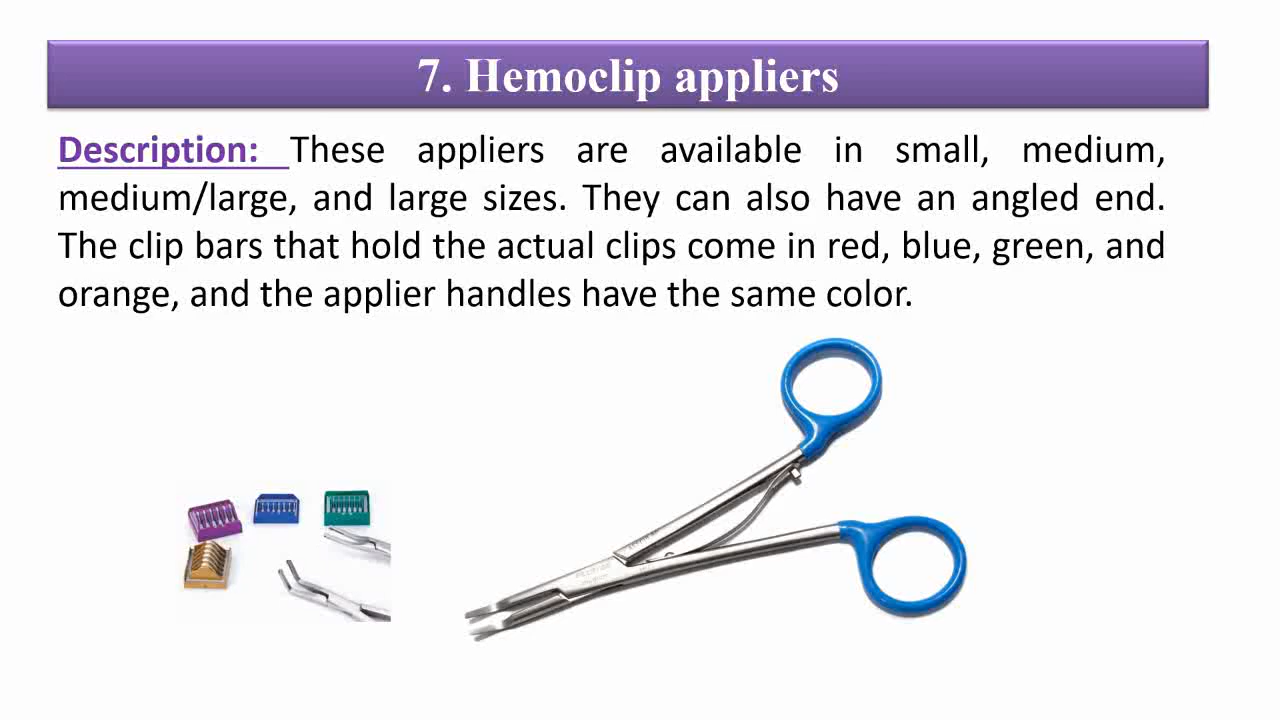 7. Hemoclip appliers
Description: These appliers are available in small, medium,
medium/large, and large sizes. They can also have an angled end.
The clip bars that hold the actual clips come in red, blue, green, and
orange, and the applier handles have the same color.